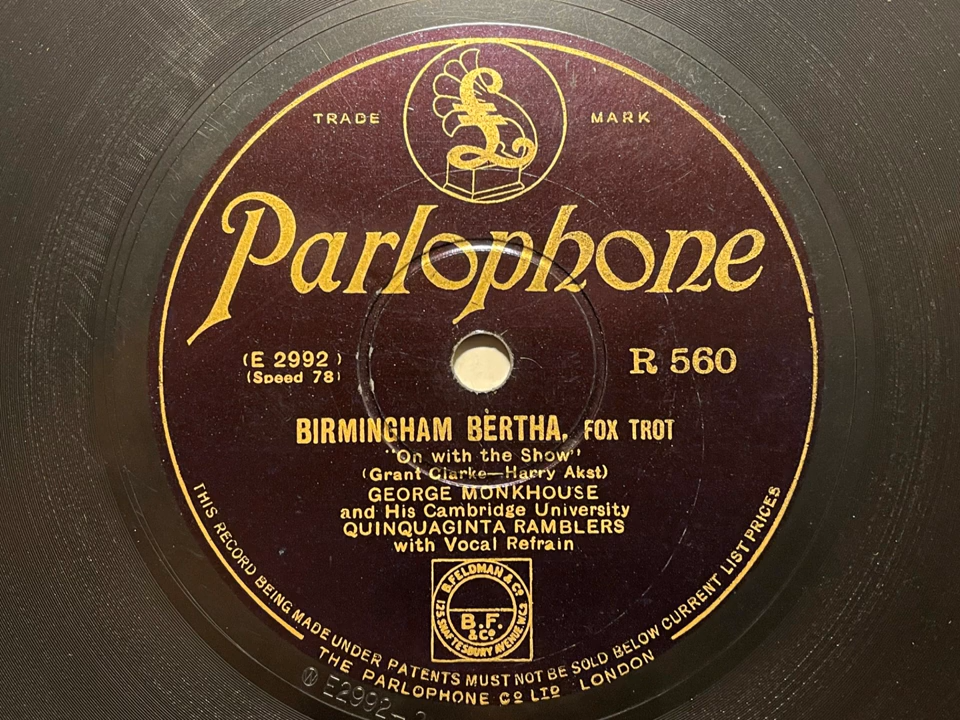 TRADE MARK
£
Parlophone
(E 2992) R 560
(Speed 78)
BIRMINGHAM BERTHA, FOX TROT
"On with the Show"
(Grant Clarke—Harry Akst)
GEORGE MONKHOUSE
and His Cambridge University
QUINQUAGINTA RAMBLERS
with Vocal Refrain
B. FELDMAN & Co
125, SHAFTESBURY AVENUE, W.C.2
B.F.
& Co
THIS RECORD BEING MADE UNDER PATENTS MUST NOT BE SOLD BELOW CURRENT LIST PRICES
THE PARLOPHONE Co LTD LONDON
W E2992-2